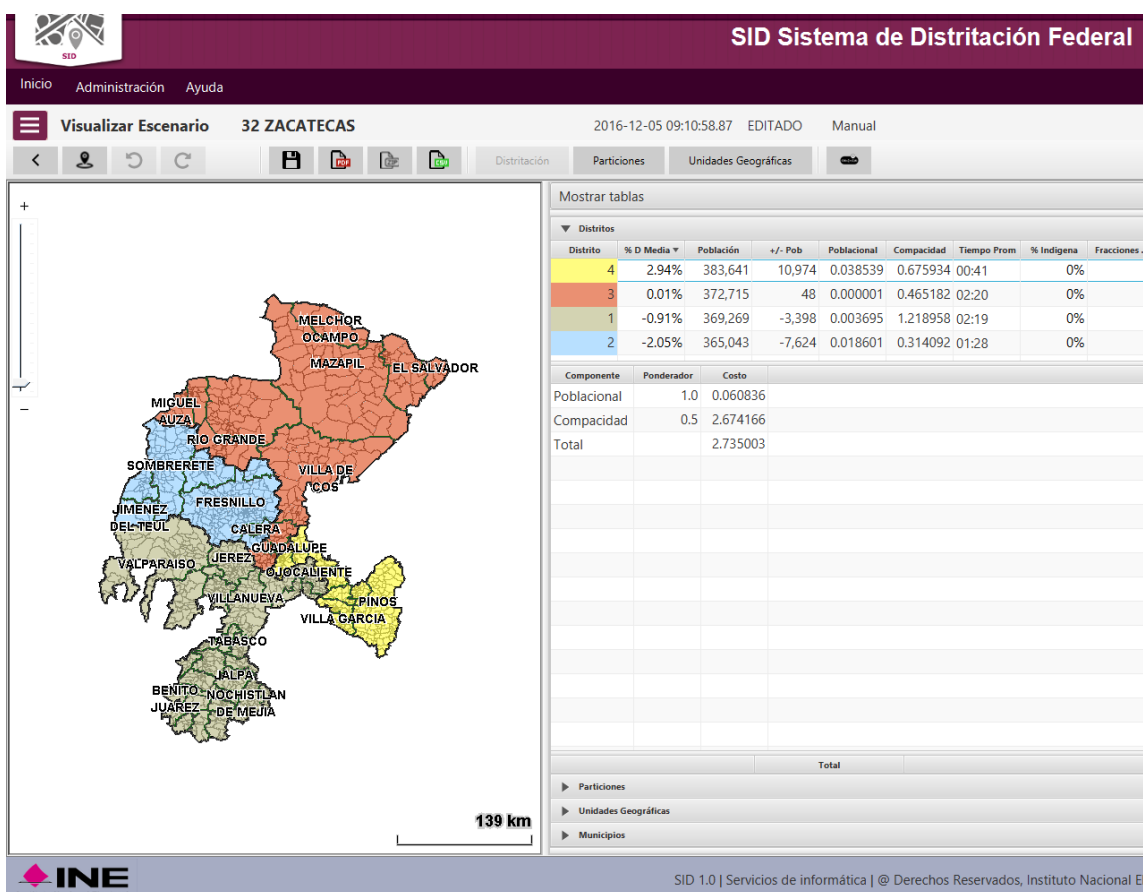 SID
SID Sistema de Distritación Federal
Inicio Administración Ayuda
Visualizar Escenario 32 ZACATECAS 2016-12-05 09:10:58.87 EDITADO Manual
PDF CSV Distritación Particiones Unidades Geográficas
Mostrar tablas
Distritos
Distrito % D Media ▼ Población +/- Pob Poblacional Compacidad Tiempo Prom % Indigena Fracciones
4 2.94% 383,641 10,974 0.038539 0.675934 00:41 0%
3 0.01% 372,715 48 0.000001 0.465182 02:20 0%
1 -0.91% 369,269 -3,398 0.003695 1.218958 02:19 0%
2 -2.05% 365,043 -7,624 0.018601 0.314092 01:28 0%
Componente Ponderador Costo
Poblacional 1.0 0.060836
Compacidad 0.5 2.674166
Total 2.735003
Total
Particiones
Unidades Geográficas
Municipios
+
−
MELCHOR
OCAMPO
MAZAPIL
EL SALVADOR
MIGUEL
AUZA
RIO GRANDE
SOMBRERETE
VILLA DE
COS
FRESNILLO
JIMENEZ
DEL TEUL
CALERA
GUADALUPE
JEREZ
VALPARAISO
OJOCALIENTE
VILLANUEVA
PINOS
VILLA GARCIA
TABASCO
JALPA
BENITO
JUAREZ
NOCHISTLAN
DE MEJIA
139 km
INE
SID 1.0 | Servicios de informática | @ Derechos Reservados, Instituto Nacional E